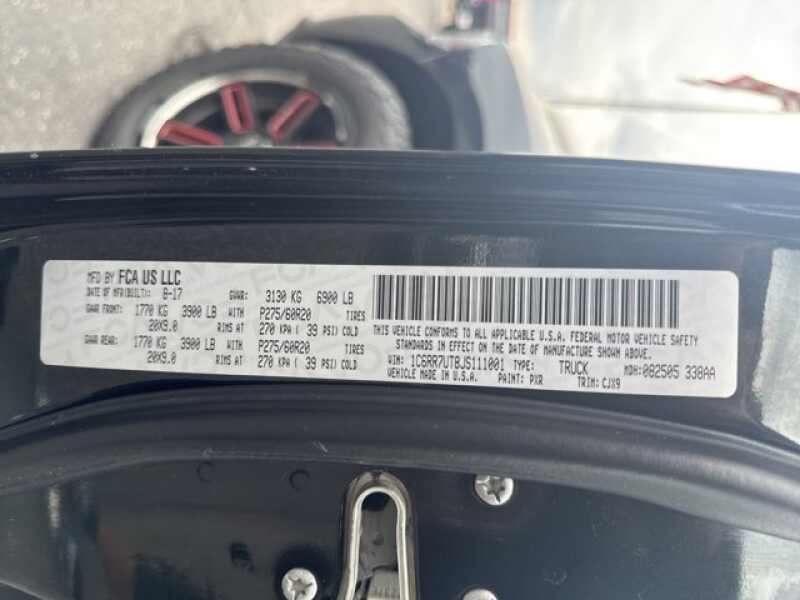 MFD BY FCA US LLC
DATE OF MFR(BUILT): 8-17 GVWR: 3130 KG 6900 LB
GAWR FRONT: 1770 KG 3900 LB WITH P275/60R20 TIRES
20X9.0 RIMS AT 270 KPA ( 39 PSI) COLD
GAWR REAR: 1770 KG 3900 LB WITH P275/60R20 TIRES
20X9.0 RIMS AT 270 KPA ( 39 PSI) COLD
THIS VEHICLE CONFORMS TO ALL APPLICABLE U.S.A. FEDERAL MOTOR VEHICLE SAFETY
STANDARDS IN EFFECT ON THE DATE OF MANUFACTURE SHOWN ABOVE.
VIN: 1C6RR7UT8JS111001 TYPE: TRUCK MDH: 082505 338AA
VEHICLE MADE IN U.S.A. PAINT: PXR TRIM: CJX9